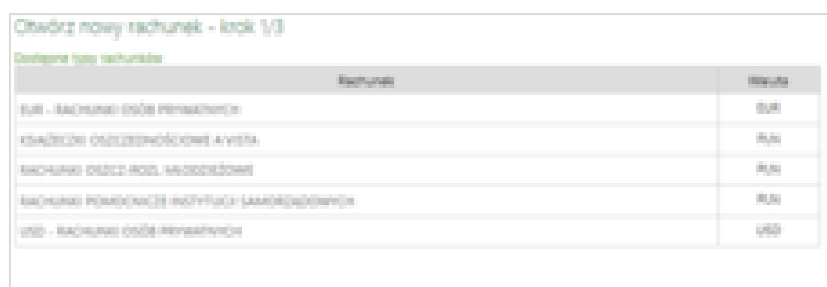 Otwórz nowy rachunek - krok 1/3
Dostępne typy rachunków
Rachunek Waluta
EUR - RACHUNKI OSÓB PRYWATNYCH EUR
KSIĄŻECZKI OSZCZĘDNOŚCIOWE A VISTA PLN
RACHUNKI OSZCZ-ROZL MŁODZIEŻOWE PLN
RACHUNKI POMOCNICZE INSTYTUCJI SAMORZĄDOWYCH PLN
USD - RACHUNKI OSÓB PRYWATNYCH USD